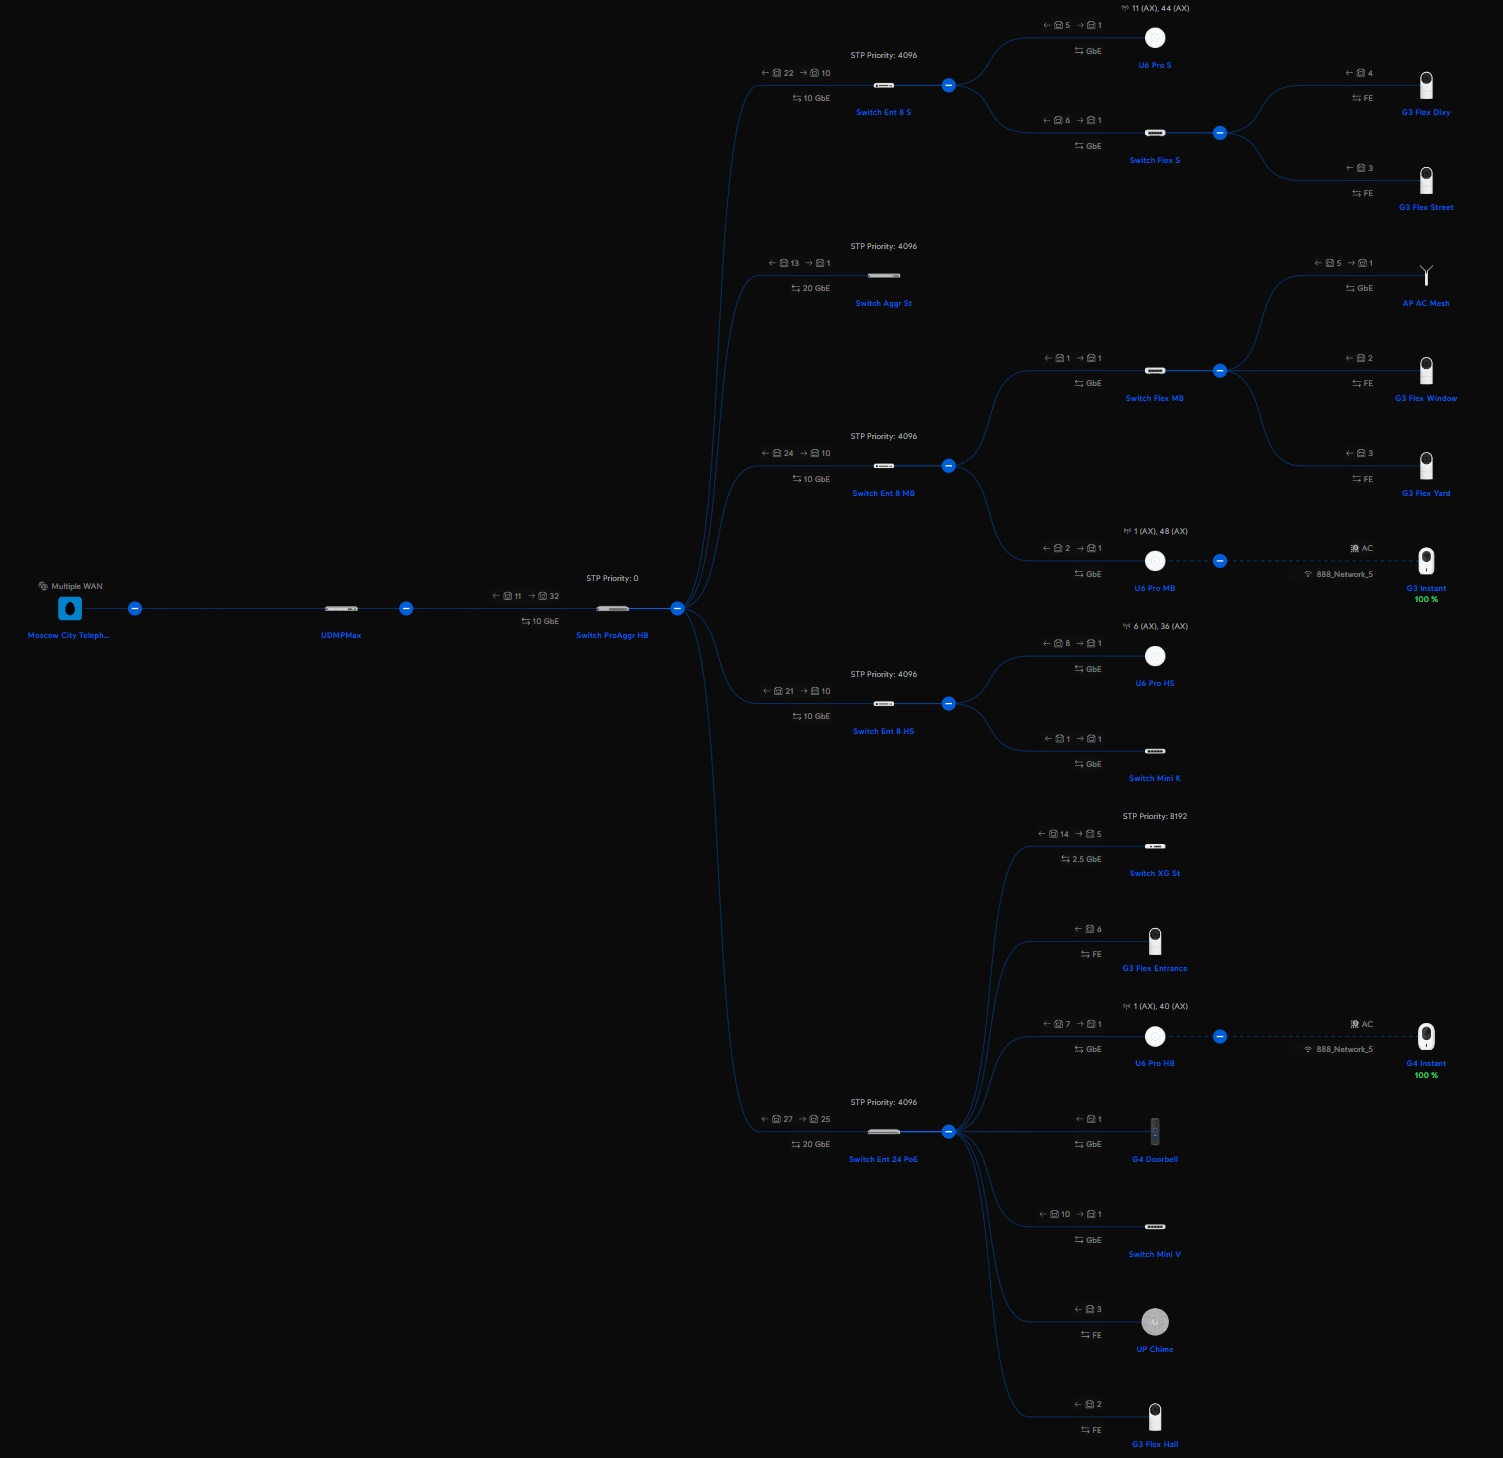 11 (AX), 44 (AX)
← 5 → 1
GbE
U6 Pro S
STP Priority: 4096
← 22 → 10
10 GbE
Switch Ent 8 S
← 4
FE
G3 Flex Dixy
← 6 → 1
GbE
Switch Flex S
← 3
FE
G3 Flex Street
STP Priority: 4096
← 13 → 1
20 GbE
Switch Aggr St
← 5 → 1
GbE
AP AC Mesh
← 1 → 1
GbE
Switch Flex MB
← 2
FE
G3 Flex Window
STP Priority: 4096
← 24 → 10
10 GbE
Switch Ent 8 MB
← 3
FE
G3 Flex Yard
1 (AX), 48 (AX)
← 2 → 1
GbE
U6 Pro MB
AC
888_Network_5
G3 Instant
100 %
Multiple WAN
Moscow City Teleph...
UDMPMax
STP Priority: 0
← 11 → 32
10 GbE
Switch ProAggr HB
6 (AX), 36 (AX)
← 8 → 1
GbE
U6 Pro HS
STP Priority: 4096
← 21 → 10
10 GbE
Switch Ent 8 HS
← 1 → 1
GbE
Switch Mini K
STP Priority: 8192
← 14 → 5
2.5 GbE
Switch XG St
← 6
FE
G3 Flex Entrance
1 (AX), 40 (AX)
← 7 → 1
GbE
U6 Pro HB
AC
888_Network_5
G4 Instant
100 %
STP Priority: 4096
← 27 → 25
20 GbE
Switch Ent 24 PoE
← 1
GbE
G4 Doorbell
← 10 → 1
GbE
Switch Mini V
← 3
FE
UP Chime
← 2
FE
G3 Flex Hall